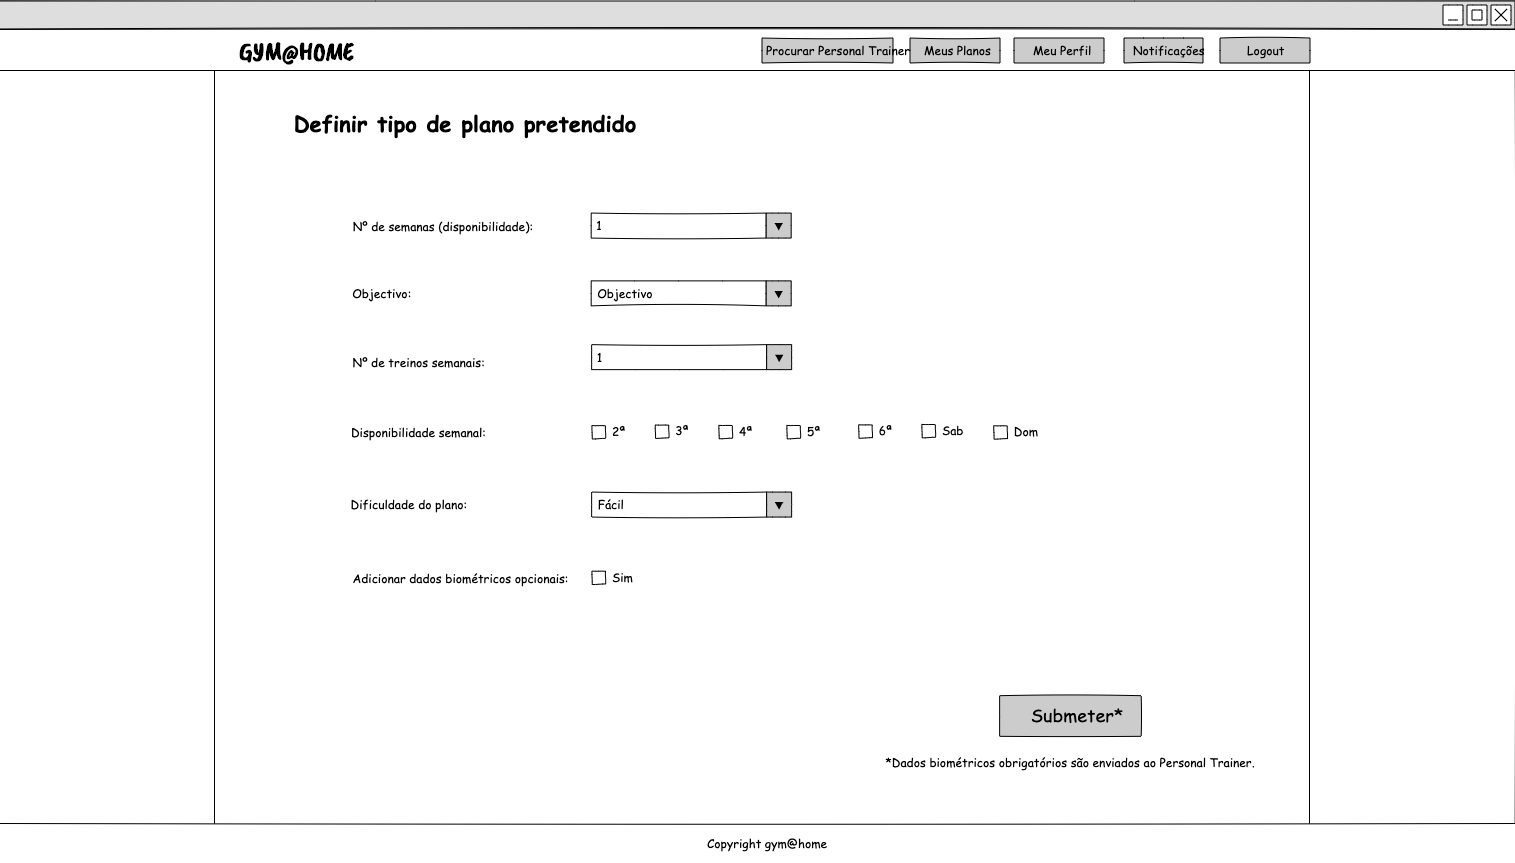 GYM@HOME
Procurar Personal Trainer
Meus Planos
Meu Perfil
Notificações
Logout
Definir tipo de plano pretendido
Nº de semanas (disponibilidade):
1
Objectivo:
Objectivo
Nº de treinos semanais:
1
Disponibilidade semanal:
2ª
3ª
4ª
5ª
6ª
Sab
Dom
Dificuldade do plano:
Fácil
Adicionar dados biométricos opcionais:
Sim
Submeter*
*Dados biométricos obrigatórios são enviados ao Personal Trainer.
Copyright gym@home